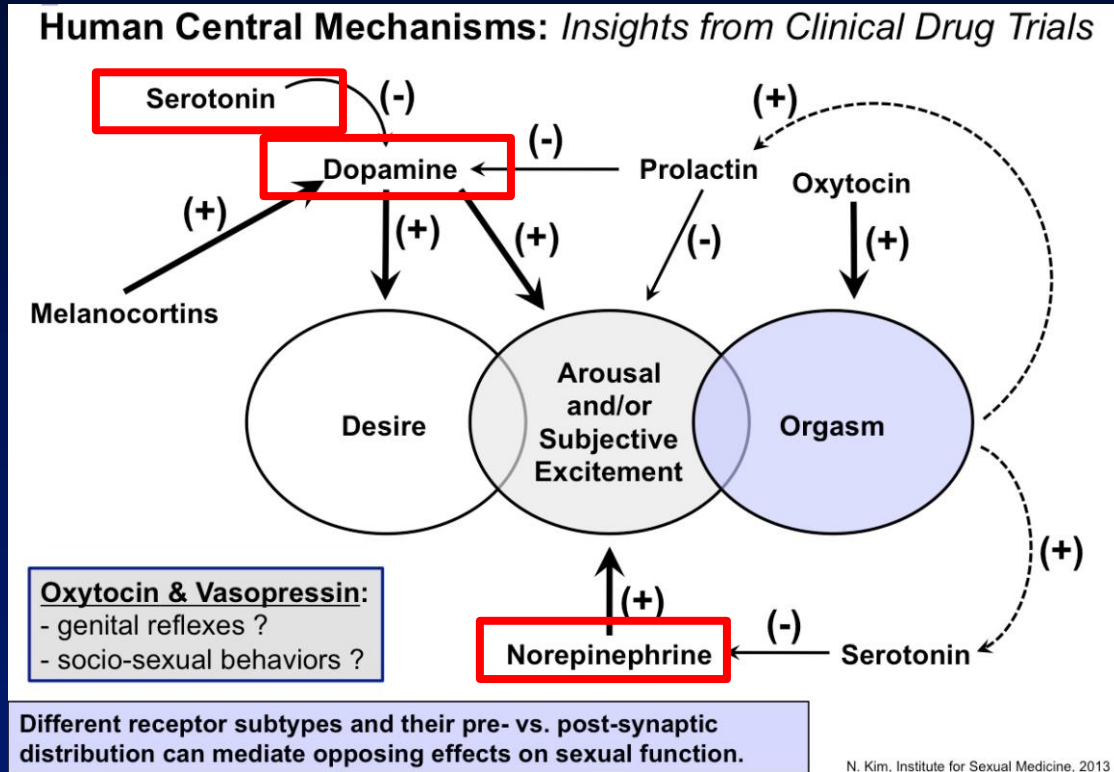 Human Central Mechanisms: Insights from Clinical Drug Trials
Serotonin
(-)
(+)
Dopamine
(-)
Prolactin
Oxytocin
(+)
(+)
(+)
(-)
(+)
Melanocortins
Desire
Arousal
and/or
Subjective
Excitement
Orgasm
(+)
Oxytocin & Vasopressin:
- genital reflexes ?
- socio-sexual behaviors ?
(+)
Norepinephrine
(-)
Serotonin
Different receptor subtypes and their pre- vs. post-synaptic
distribution can mediate opposing effects on sexual function.
N. Kim, Institute for Sexual Medicine, 2013